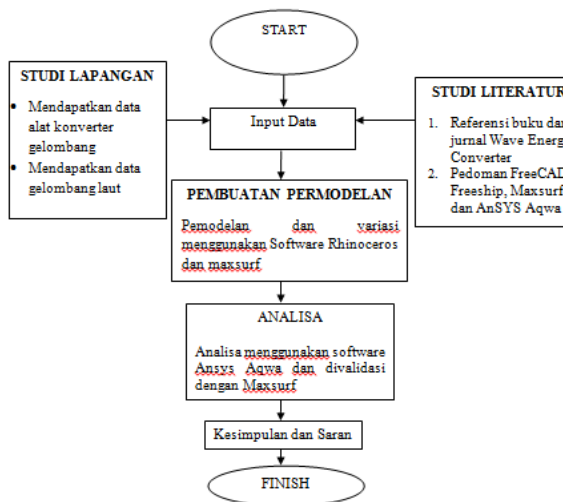 START
STUDI LAPANGAN
• Mendapatkan data
alat konverter
gelombang
• Mendapatkan data
gelombang laut
Input Data
STUDI LITERATUR
1. Referensi buku dan
jurnal Wave Energ
Converter
2. Pedoman FreeCAD
Freeship, Maxsurf
dan AnSYS Aqwa
PEMBUATAN PERMODELAN
Pemodelan dan variasi
menggunakan Software Rhinoceros
dan maxsurf
ANALISA
Analisa menggunakan software
Ansys Aqwa dan divalidasi
dengan Maxsurf
Kesimpulan dan Saran
FINISH